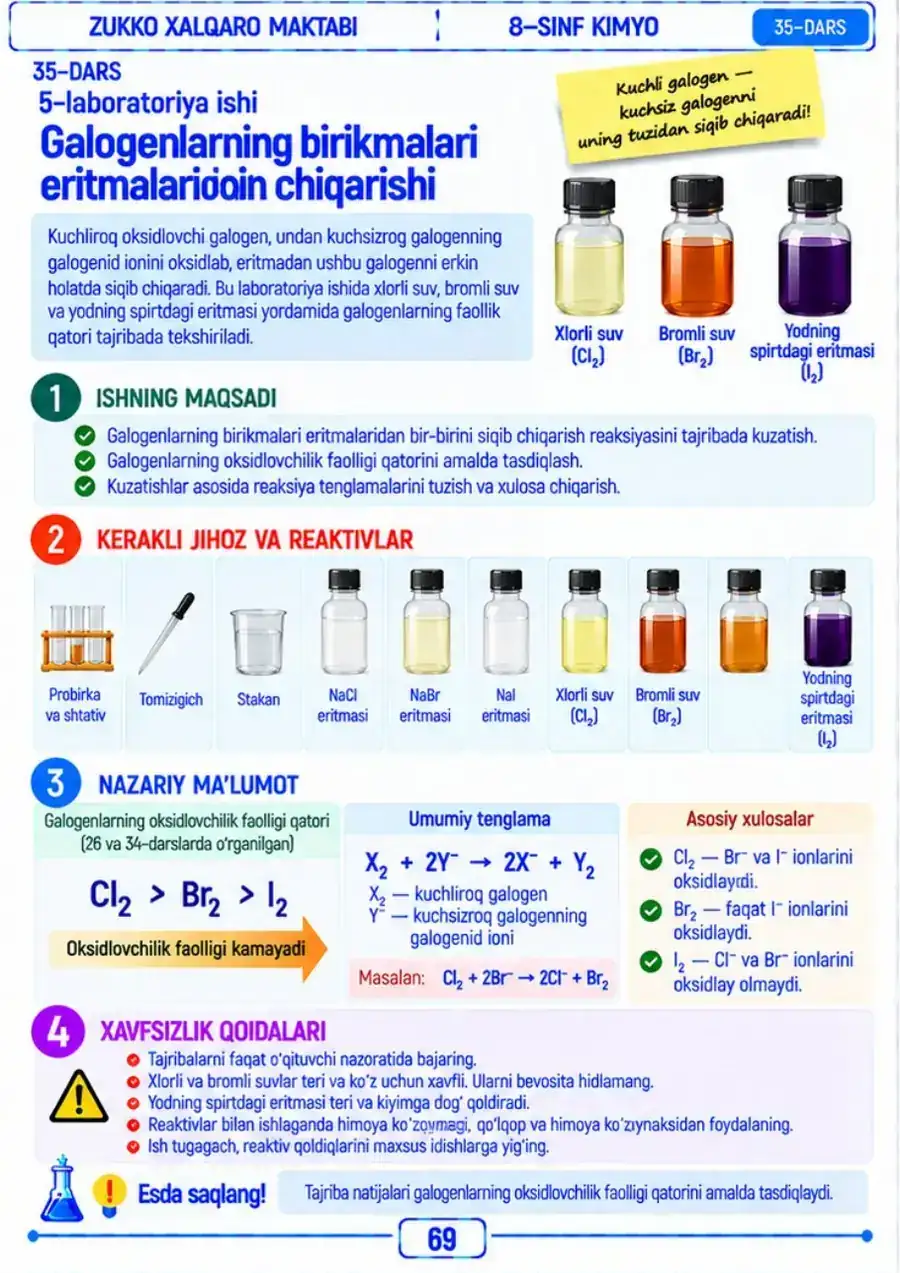 ZUKKO XALQARO MAKTABI
8–SINF KIMYO
35–DARS
35–DARS
5–laboratoriya ishi
Galogenlarning birikmalari
chiqarishi
Kuchli galogen —
kuchsiz galogenni
uning tuzidan siqib chiqaradi!
Kuchliroq oksidlovchi galogen, undan kuchsizrog galogenning
galogenid ionini oksidlab, eritmadan ushbu galogenni erkin
holatda siqib chiqaradi. Bu laboratoriya ishida xlorli suv, bromli suv
va yodning spirtdagi eritmasi yordamida galogenlarning faollik
qatori tajribada tekshiriladi.
Xlorli suv
(Cl₂)
Bromli suv
(Br₂)
Yodning
spirtdagi eritmasi
(I₂)
1 ISHNING MAQSADI
Galogenlarning birikmalari eritmalaridan bir-birini siqib chiqarish reaksiyasini tajribada kuzatish.
Galogenlarning oksidlovchilik faolligi qatorini amalda tasdiqlash.
Kuzatishlar asosida reaksiya tenglamalarini tuzish va xulosa chiqarish.
2 KERAKLI JIHOZ VA REAKTIVLAR
Probirka
va shtativ
Tomizigich
Stakan
NaCl
eritmasi
NaBr
eritmasi
NaI
eritmasi
Xlorli suv
(Cl₂)
Bromli suv
(Br₂)
Yodning
spirtdagi
eritmasi
(I₂)
3 NAZARIY MA’LUMOT
Galogenlarning oksidlovchilik faolligi qatori
(26 va 34-darslarda o‘rganilgan)
Cl₂ > Br₂ > I₂
Oksidlovchilik faolligi kamayadi
Umumiy tenglama
X₂ + 2Y⁻ → 2X⁻ + Y₂
X₂ — kuchliroq galogen
Y⁻ — kuchsizroq galogenning
galogenid ioni
Masalan: Cl₂ + 2Br⁻ → 2Cl⁻ + Br₂
Asosiy xulosalar
Cl₂ — Br⁻ va I⁻ ionlarini
Br₂ — faqat I⁻ ionlarini
oksidlaydi.
I₂ — Cl⁻ va Br⁻ ionlarini
oksidlay olmaydi.
4 XAVFSIZLIK QOIDALARI
Tajribalarni faqat o‘qituvchi nazoratida bajaring.
Xlorli va bromli suvlar teri va ko‘z uchun xavfli. Ularni bevosita hidlamang.
Yodning spirtdagi eritmasi teri va kiyimga dog‘ qoldiradi.
Reaktivlar bilan ishlaganda himoya qo‘lqop va himoya foydalaning.
Ish tugagach, reaktiv qoldiqlarini maxsus idishlarga yig‘ing.
Esda saqlang!
Tajriba natijalari galogenlarning oksidlovchilik faolligi qatorini amalda tasdiqlaydi.
69